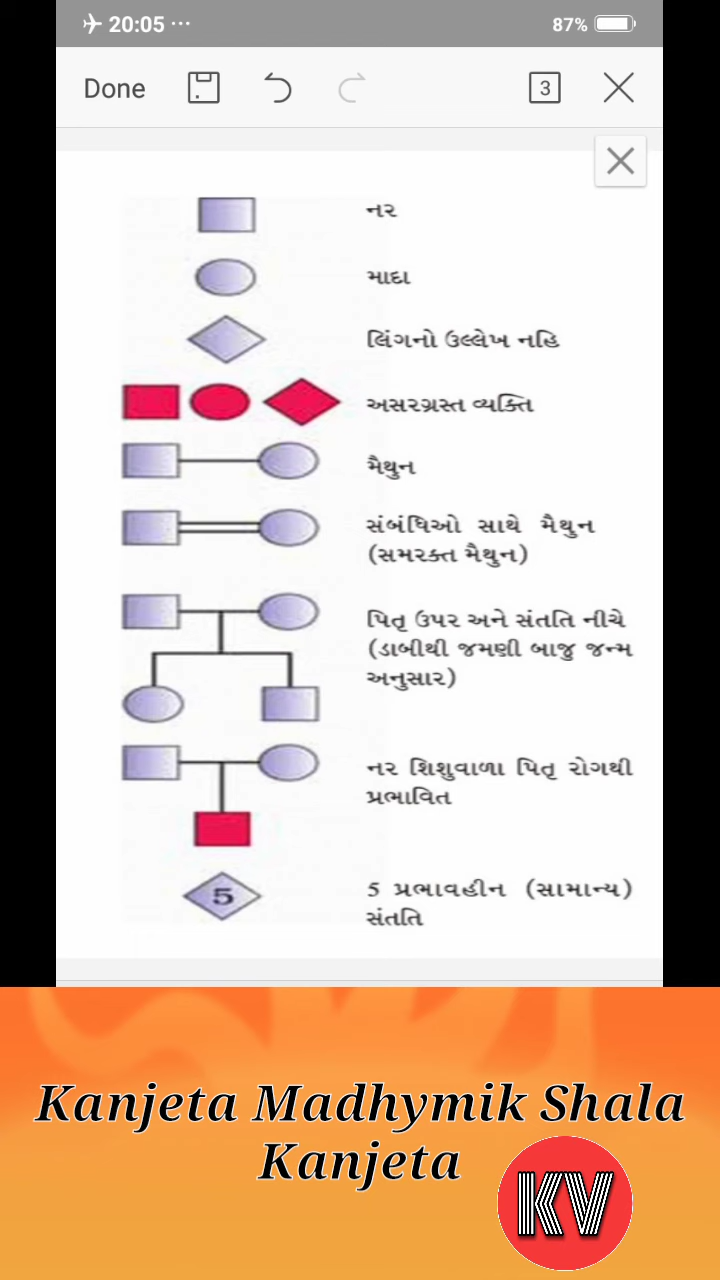 20:05 ···
87%
Done
3
નર
માદા
લિંગનો ઉલ્લેખ નહિ
અસરગ્રસ્ત વ્યક્તિ
મૈથુન
સંબંધિઓ સાથે મૈથુન
(સમરક્ત મૈથુન)
પિતૃ ઉપર અને સંતતિ નીચે
(ડાબીથી જમણી બાજુ જન્મ
અનુસાર)
નર શિશુવાળા પિતૃ રોગથી
પ્રભાવિત
5
5 પ્રભાવહીન (સામાન્ય)
સંતતિ
Kanjeta Madhymik Shala
Kanjeta
KV